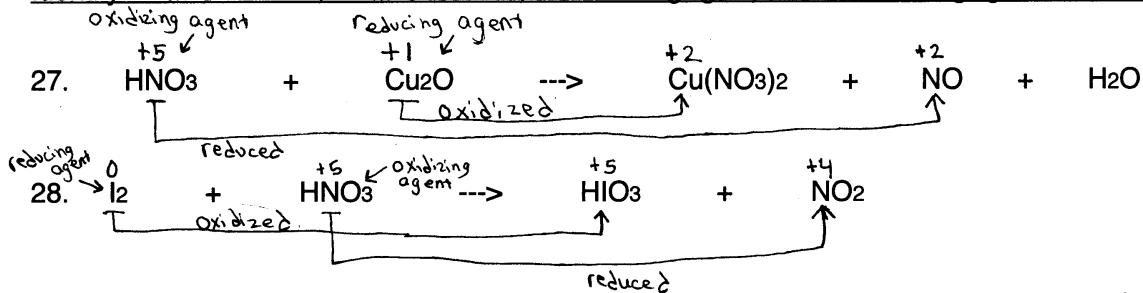 oxidizing agent reducing agent
+5 +1 +2 +2
27. HNO3 + Cu2O ---> Cu(NO3)2 + NO + H2O
oxidized
reduced
reducing agent 0 +5 oxidizing agent +5 +4
28. I2 + HNO3 ---> HIO3 + NO2
oxidized
reduced